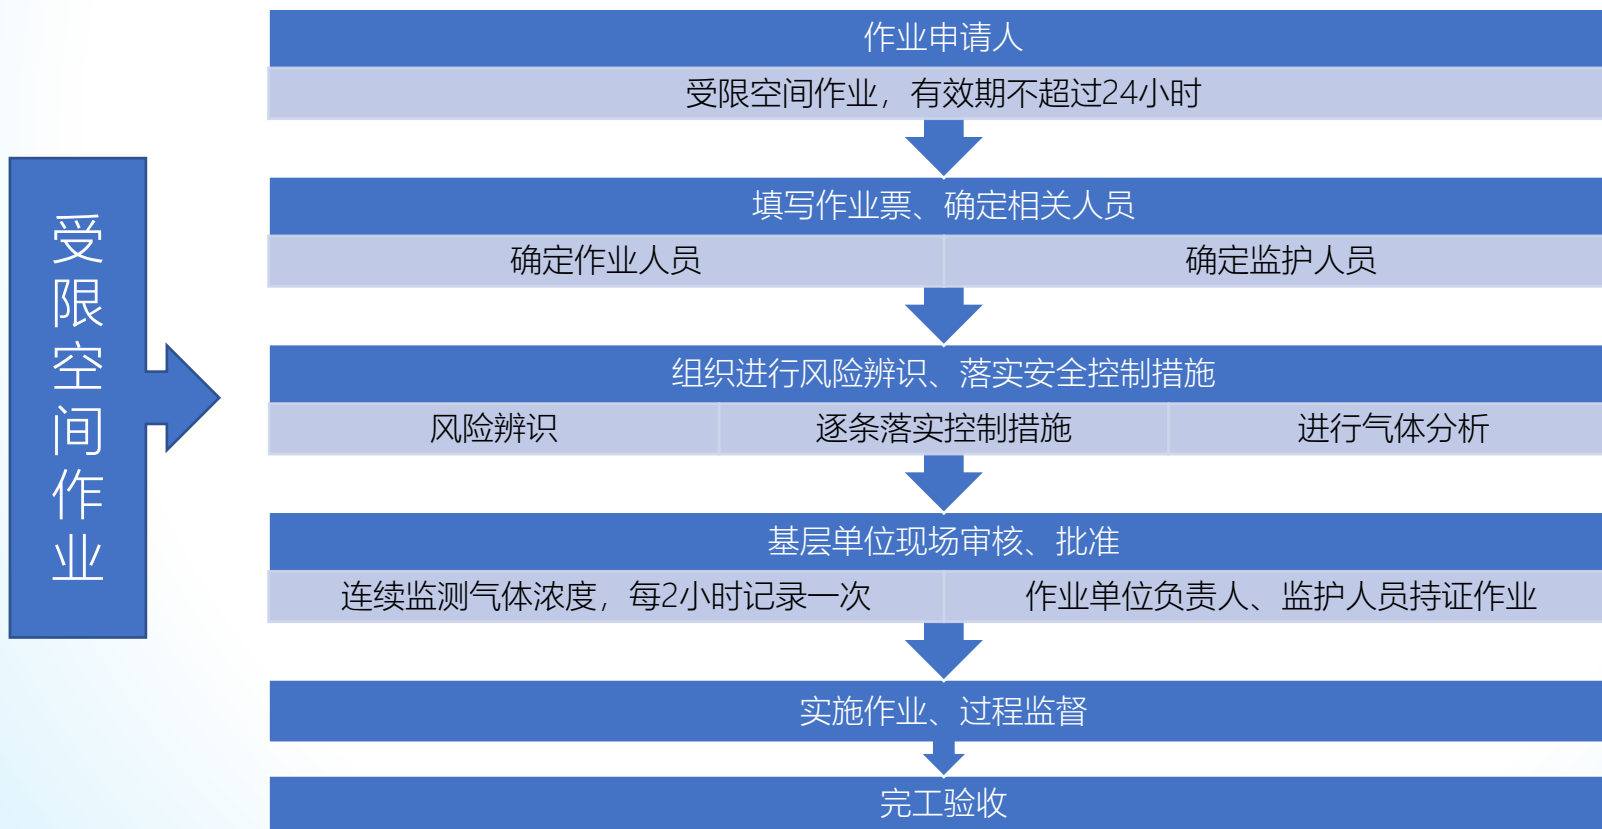 受限空间作业
作业申请人
受限空间作业，有效期不超过24小时
填写作业票、确定相关人员
确定作业人员
确定监护人员
组织进行风险辨识、落实安全控制措施
风险辨识
逐条落实控制措施
进行气体分析
基层单位现场审核、批准
连续监测气体浓度，每2小时记录一次
作业单位负责人、监护人员持证作业
实施作业、过程监督
完工验收